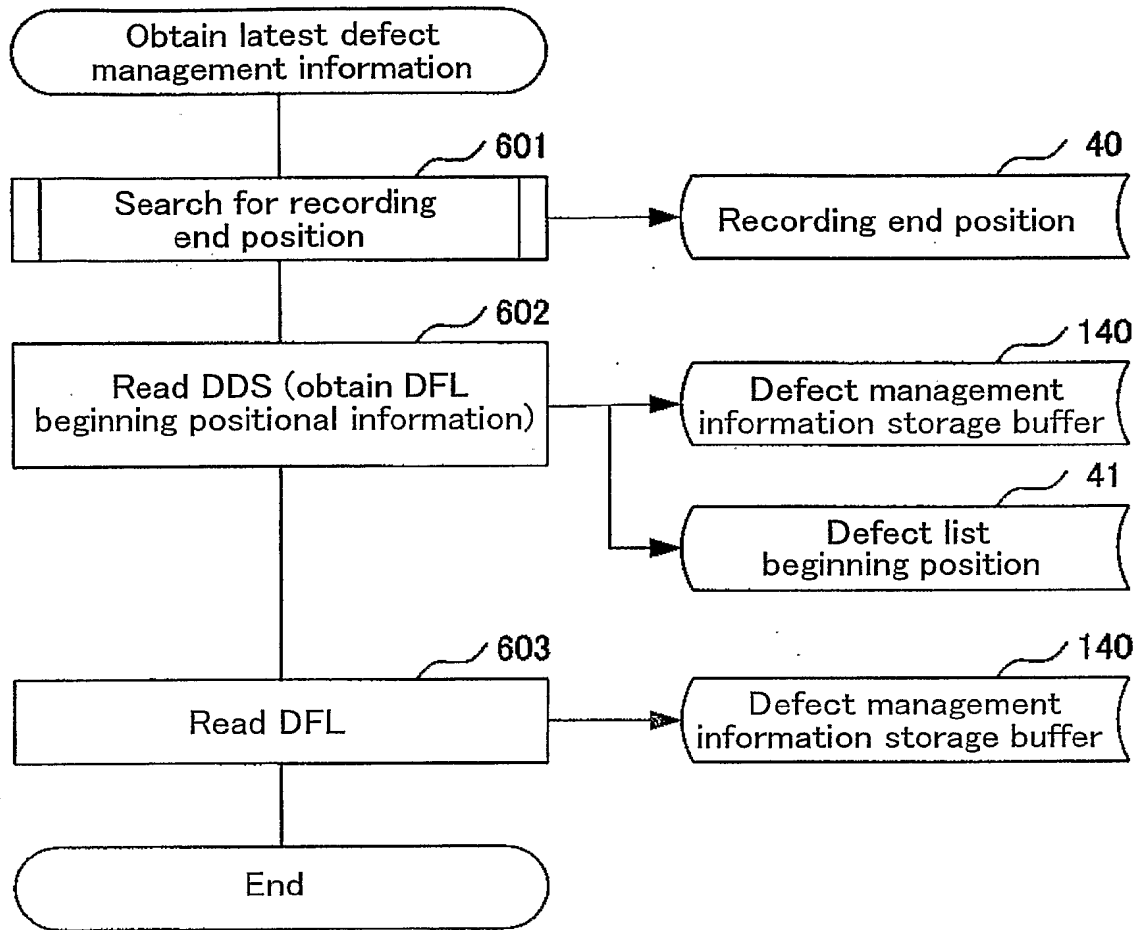 Obtain latest defect
management information
601
40
Search for recording
end position
Recording end position
602
140
Read DDS (obtain DFL
beginning positional information)
Defect management
information storage buffer
41
Defect list
beginning position
603
140
Read DFL
Defect management
information storage buffer
End